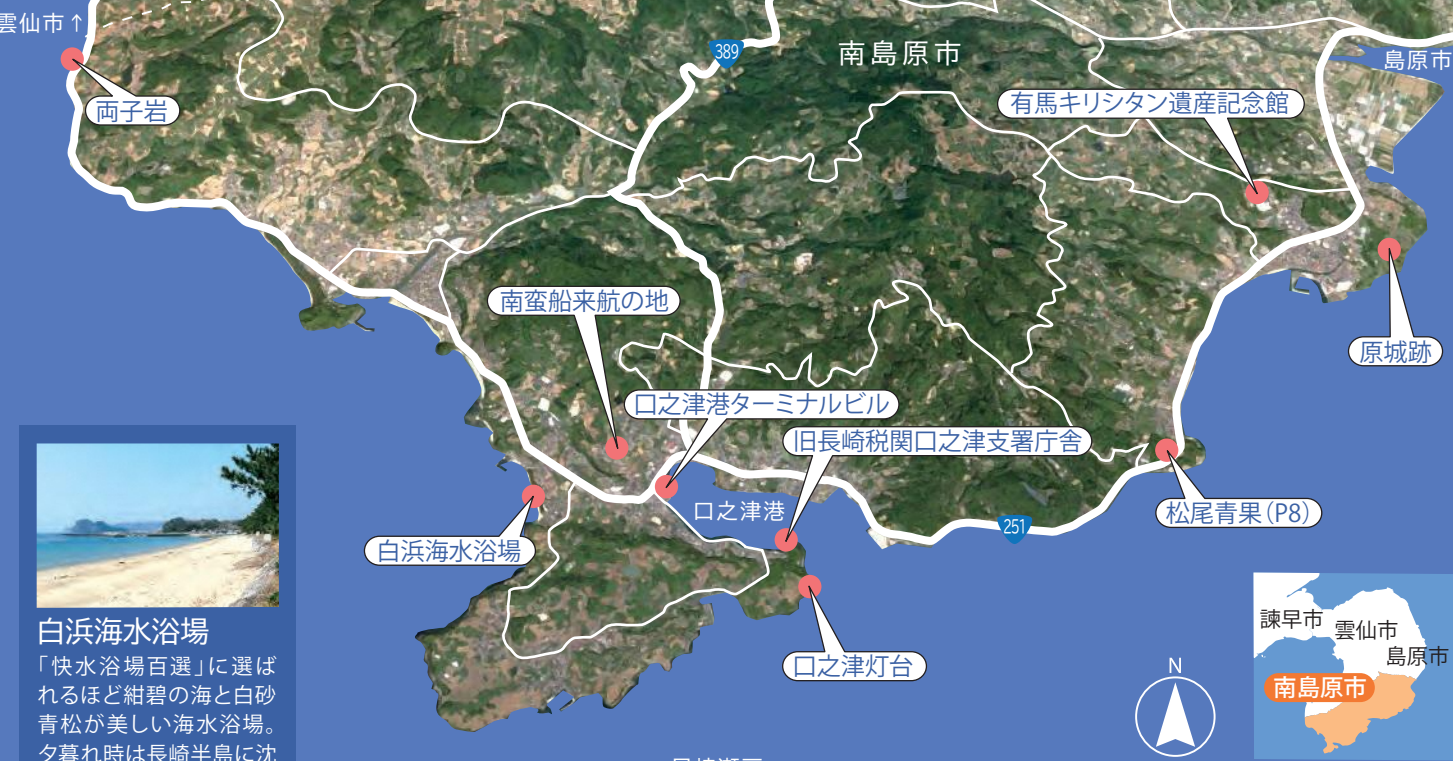 雲仙市↑
両子岩
389
南島原市
島原市
有馬キリシタン遺産記念館
南蛮船来航の地
原城跡
口之津港ターミナルビル
旧長崎税関口之津支署庁舎
口之津港
251
松尾青果(P8)
白浜海水浴場
口之津灯台
白浜海水浴場
「快水浴場百選」に選ば
れるほど紺碧の海と白砂
青松が美しい海水浴場。
夕暮れ時は長崎半島に沈
N
諫早市
雲仙市
島原市
南島原市